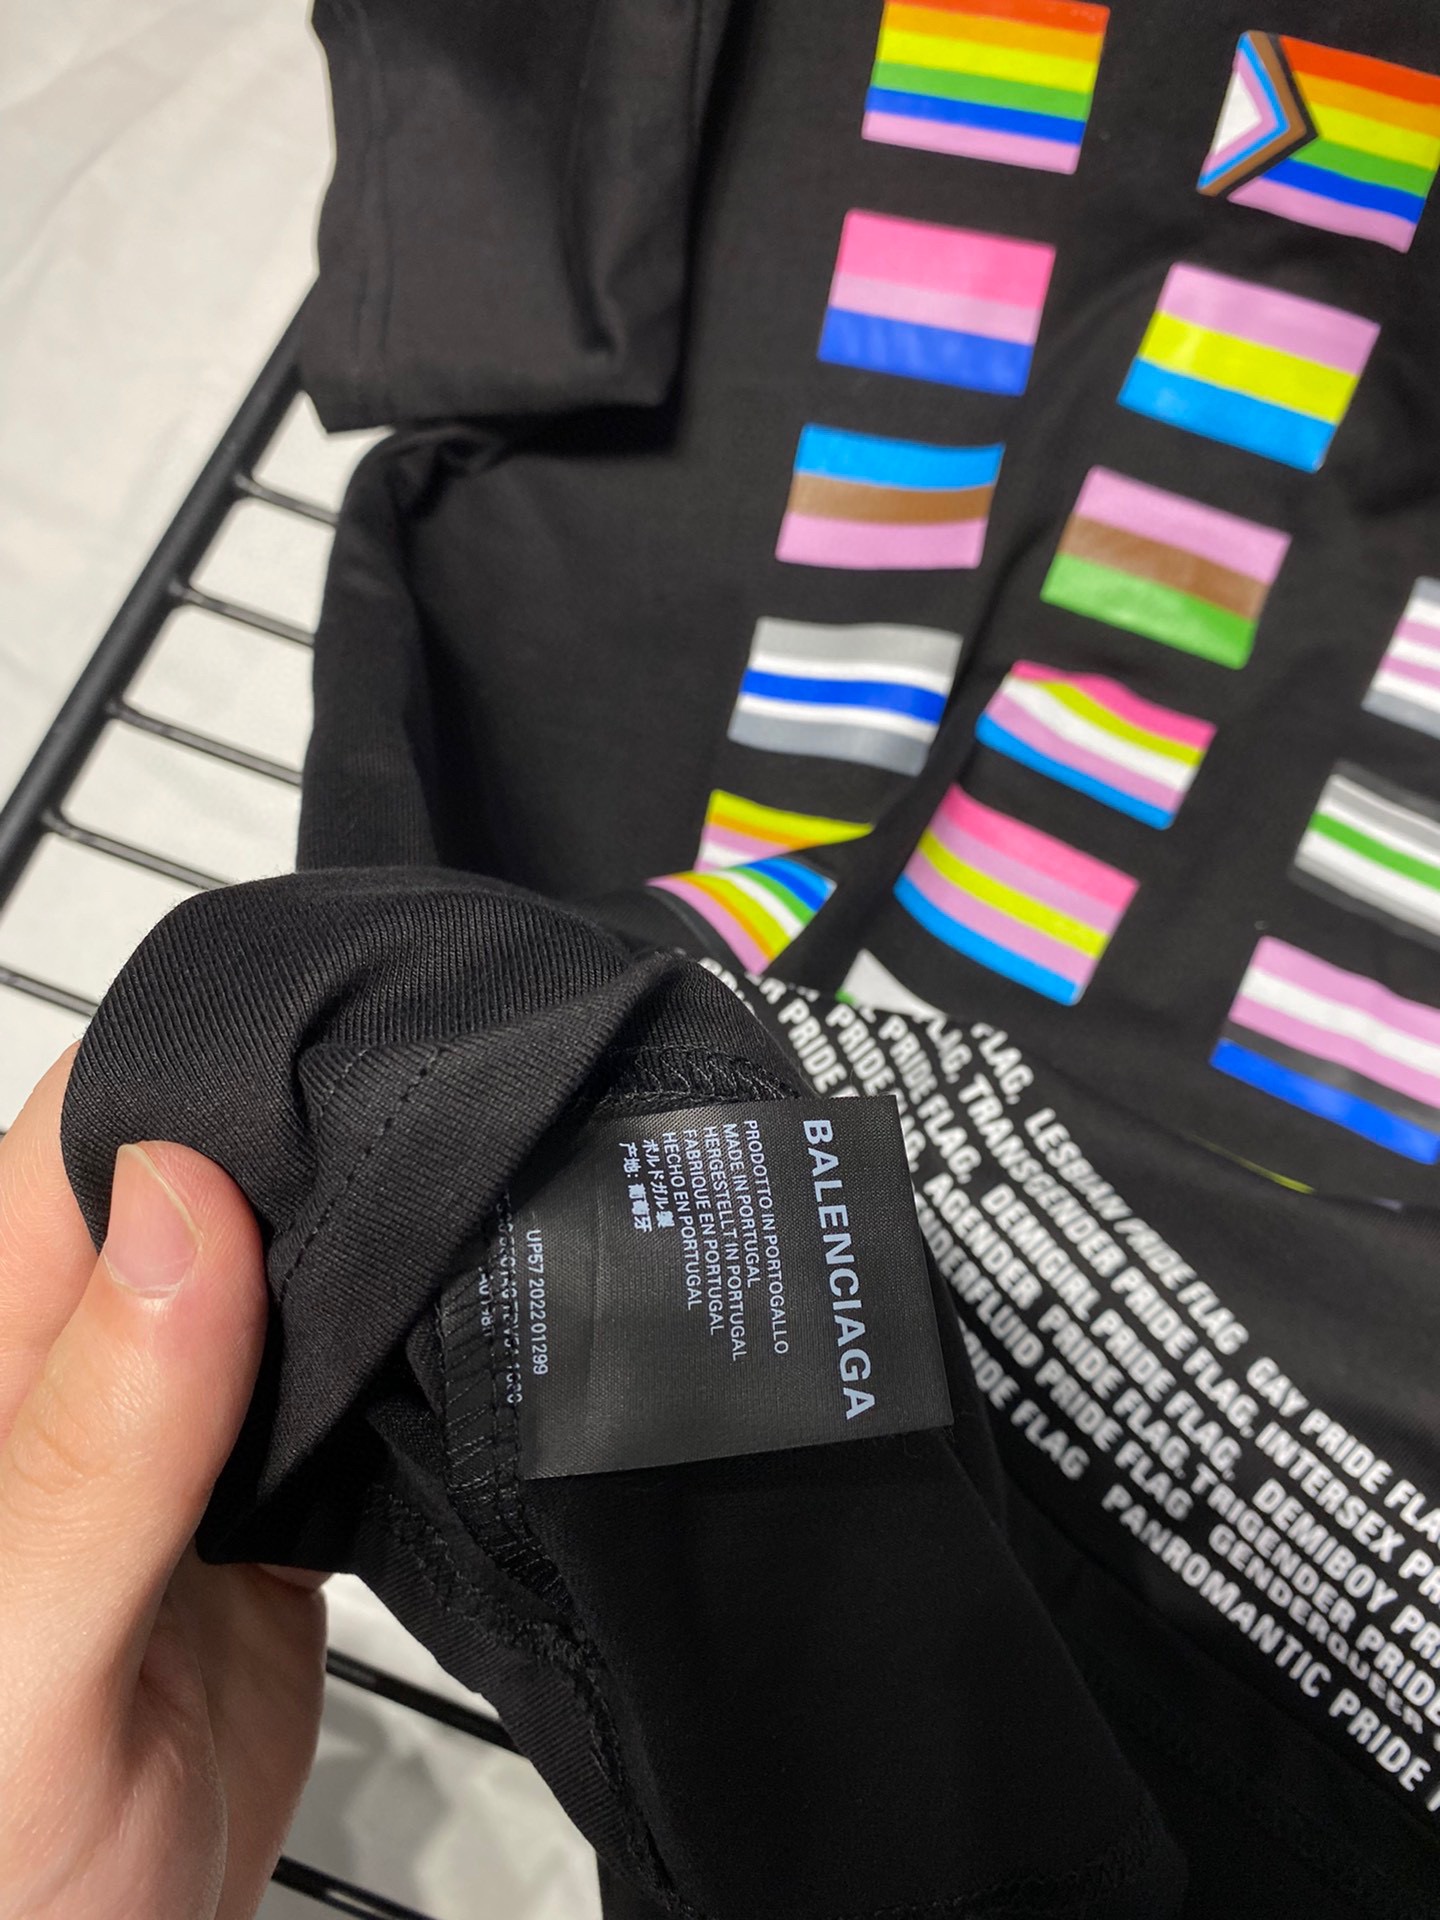 BALENCIAGA
PRODOTTO IN PORTOGALLO
MADE IN PORTUGAL
HERGESTELLT IN PORTUGAL
FABRIQUE EN PORTUGAL
HECHO EN PORTUGAL
ポルトガル製
产地: 葡萄牙
UP57 2022 01299
FLAG, LESBIAN PRIDE FLAG GAY PRIDE
FLAG, TRANSGENDER PRIDE FLAG, INTERSEX
PRIDE FLAG, DEMIGIRL PRIDE FLAG, DEMIBOY
PRIDE AGENDER PRIDE FLAG, TRIGENDER PRIDE
PRIDE PRIDE FLAG GENDERQUEER
PRIDE FLAG PANROMANTIC PRIDE